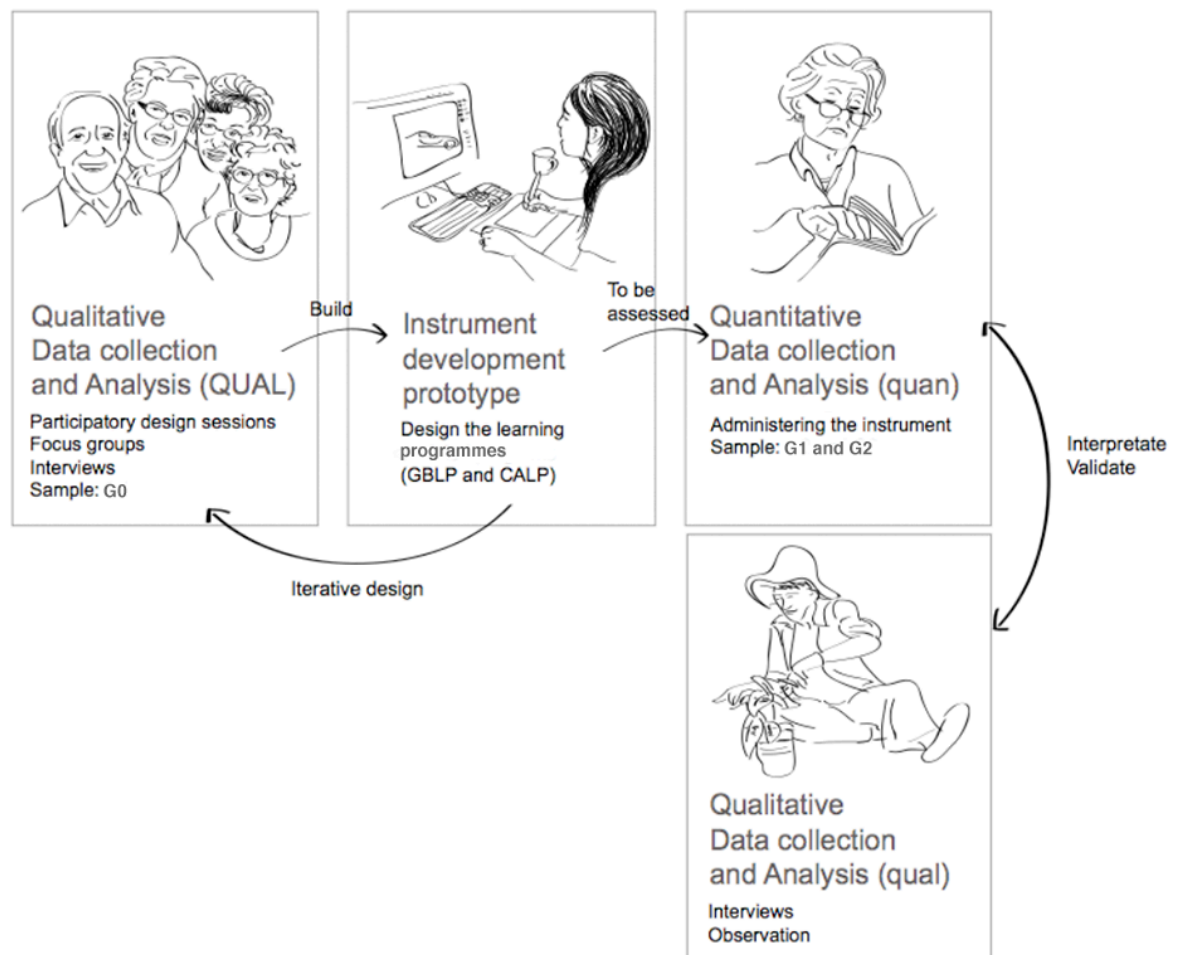 Qualitative
Data collection
and Analysis (QUAL)
Participatory design sessions
Focus groups
Interviews
Sample: G0
Build
Instrument
development
prototype
Design the learning
programmes
(GBLP and CALP)
To be
assessed
Quantitative
Data collection
and Analysis (quan)
Administering the instrument
Sample: G1 and G2
Interpretate
Validate
Iterative design
Qualitative
Data collection
and Analysis (qual)
Interviews
Observation